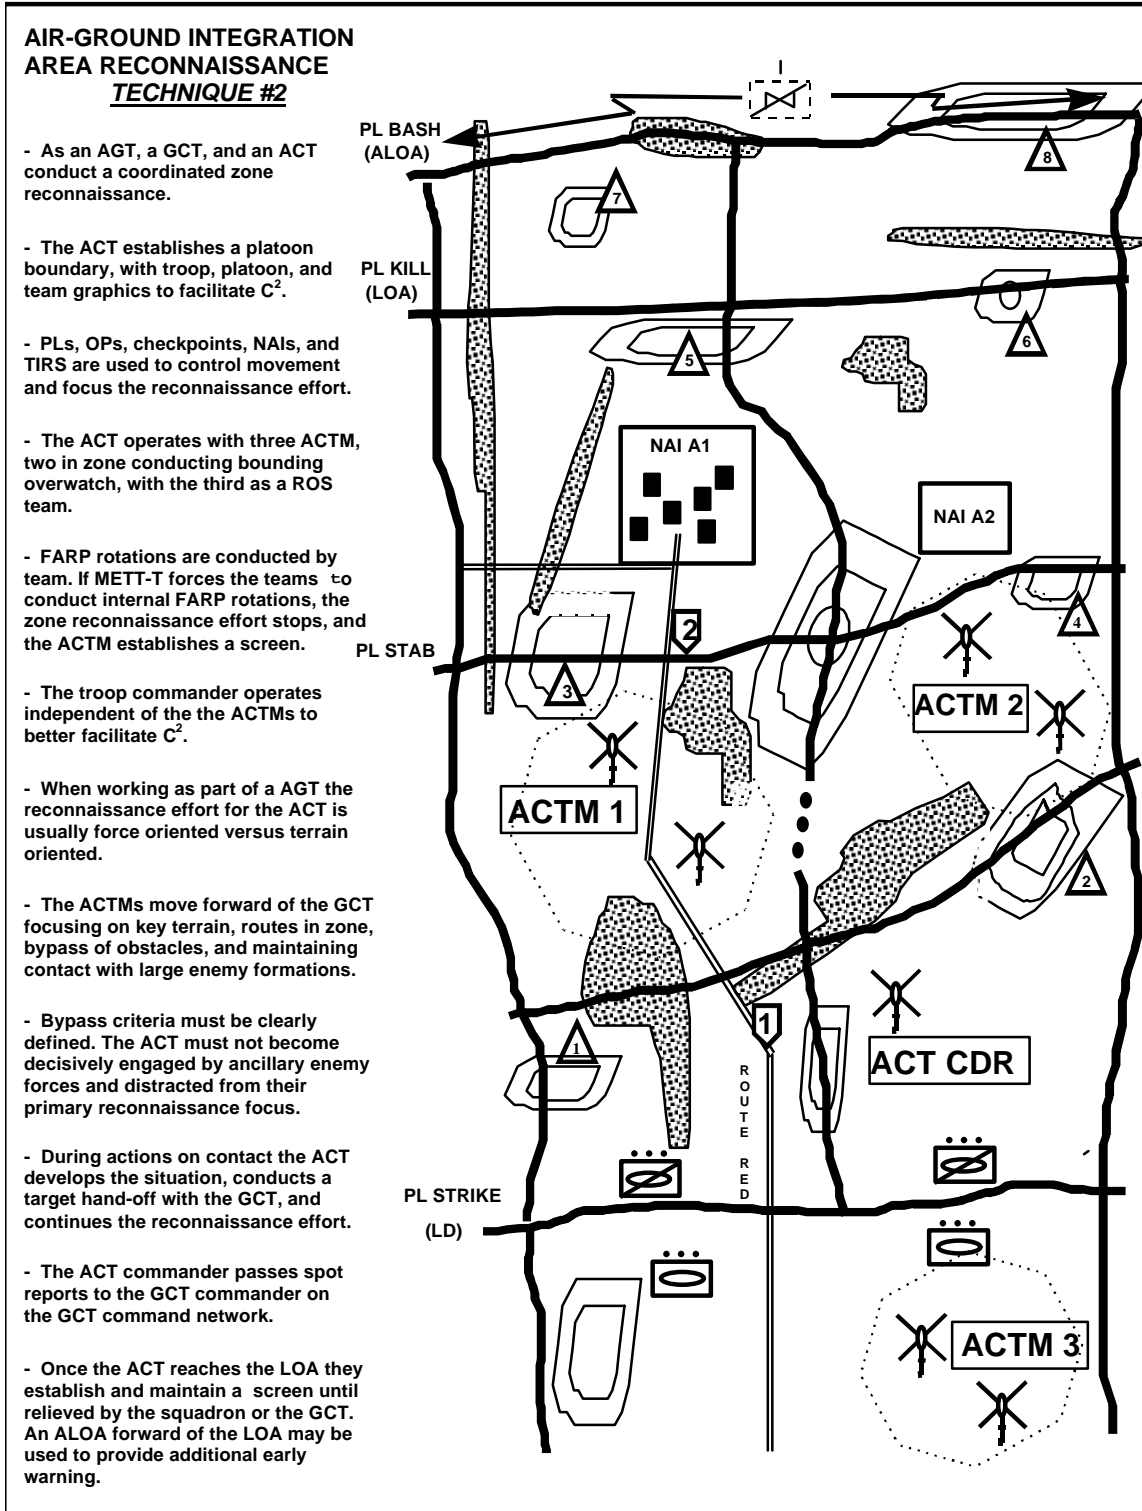 AIR-GROUND INTEGRATION
AREA RECONNAISSANCE
TECHNIQUE #2
- As an AGT, a GCT, and an ACT
conduct a coordinated zone
reconnaissance.
- The ACT establishes a platoon
boundary, with troop, platoon, and
team graphics to facilitate C2.
- PLs, OPs, checkpoints, NAIs, and
TIRS are used to control movement
and focus the reconnaissance effort.
- The ACT operates with three ACTM,
two in zone conducting bounding
overwatch, with the third as a ROS
team.
- FARP rotations are conducted by
team. If METT-T forces the teams to
conduct internal FARP rotations, the
zone reconnaissance effort stops, and
the ACTM establishes a screen.
- The troop commander operates
independent of the the ACTMs to
better facilitate C2.
- When working as part of a AGT the
reconnaissance effort for the ACT is
usually force oriented versus terrain
oriented.
- The ACTMs move forward of the GCT
focusing on key terrain, routes in zone,
bypass of obstacles, and maintaining
contact with large enemy formations.
- Bypass criteria must be clearly
defined. The ACT must not become
decisively engaged by ancillary enemy
forces and distracted from their
primary reconnaissance focus.
- During actions on contact the ACT
develops the situation, conducts a
target hand-off with the GCT, and
continues the reconnaissance effort.
- The ACT commander passes spot
reports to the GCT commander on
the GCT command network.
- Once the ACT reaches the LOA they
establish and maintain a screen until
relieved by the squadron or the GCT.
An ALOA forward of the LOA may be
used to provide additional early
warning.
I
PL BASH
(ALOA)
8
7
PL KILL
(LOA)
6
5
NAI A1
NAI A2
2
4
PL STAB
3
ACTM 2
ACTM 1
2
1
1
ACT CDR
ROUTE RED
PL STRIKE
(LD)
ACTM 3